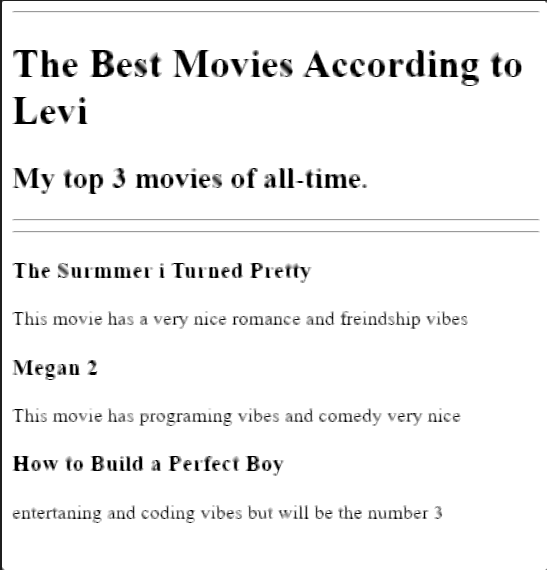 The Best Movies According to
Levi
My top 3 movies of all-time.
The Surmmer i Turned Pretty
This movie has a very nice romance and freindship vibes
Megan 2
This movie has programing vibes and comedy very nice
How to Build a Perfect Boy
entertaning and coding vibes but will be the number 3